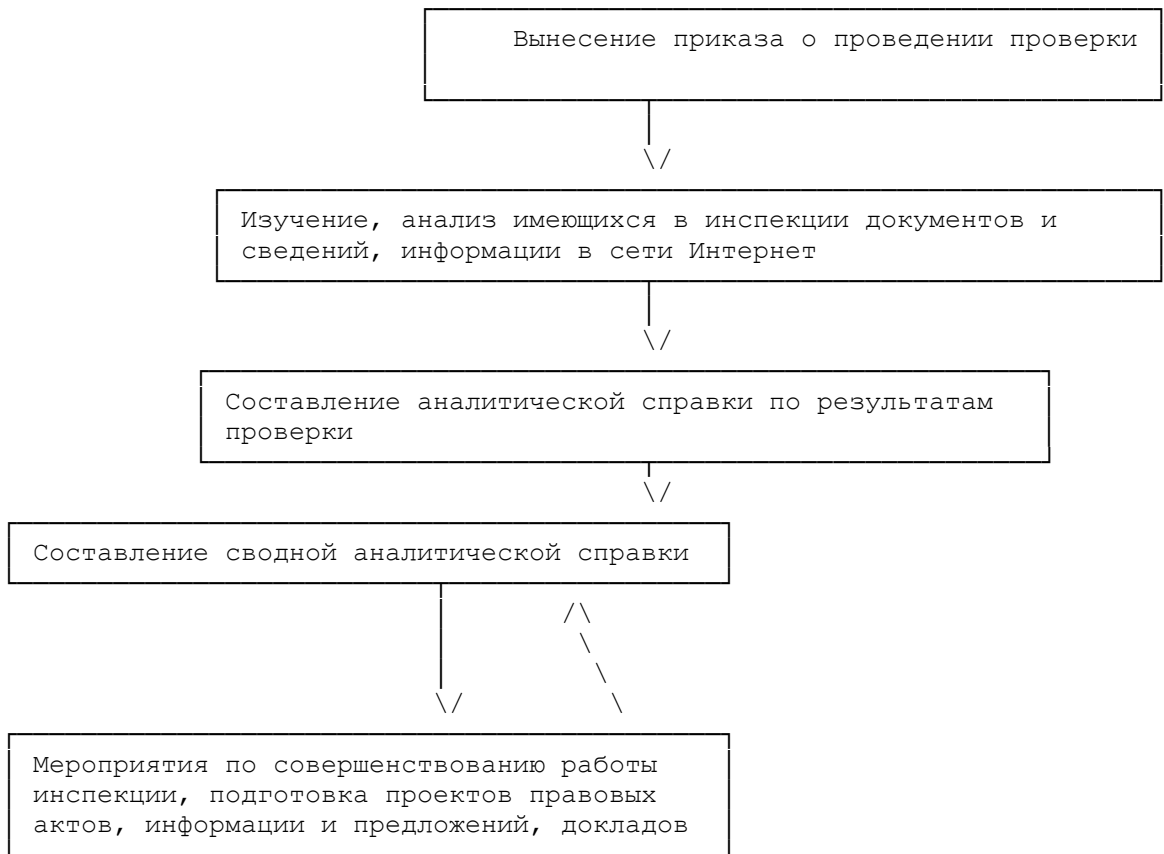 Вынесение приказа о проведении проверки
Изучение, анализ имеющихся в инспекции документов и
сведений, информации в сети Интернет
Составление аналитической справки по результатам
проверки
Составление сводной аналитической справки
Мероприятия по совершенствованию работы
инспекции, подготовка проектов правовых
актов, информации и предложений, докладов